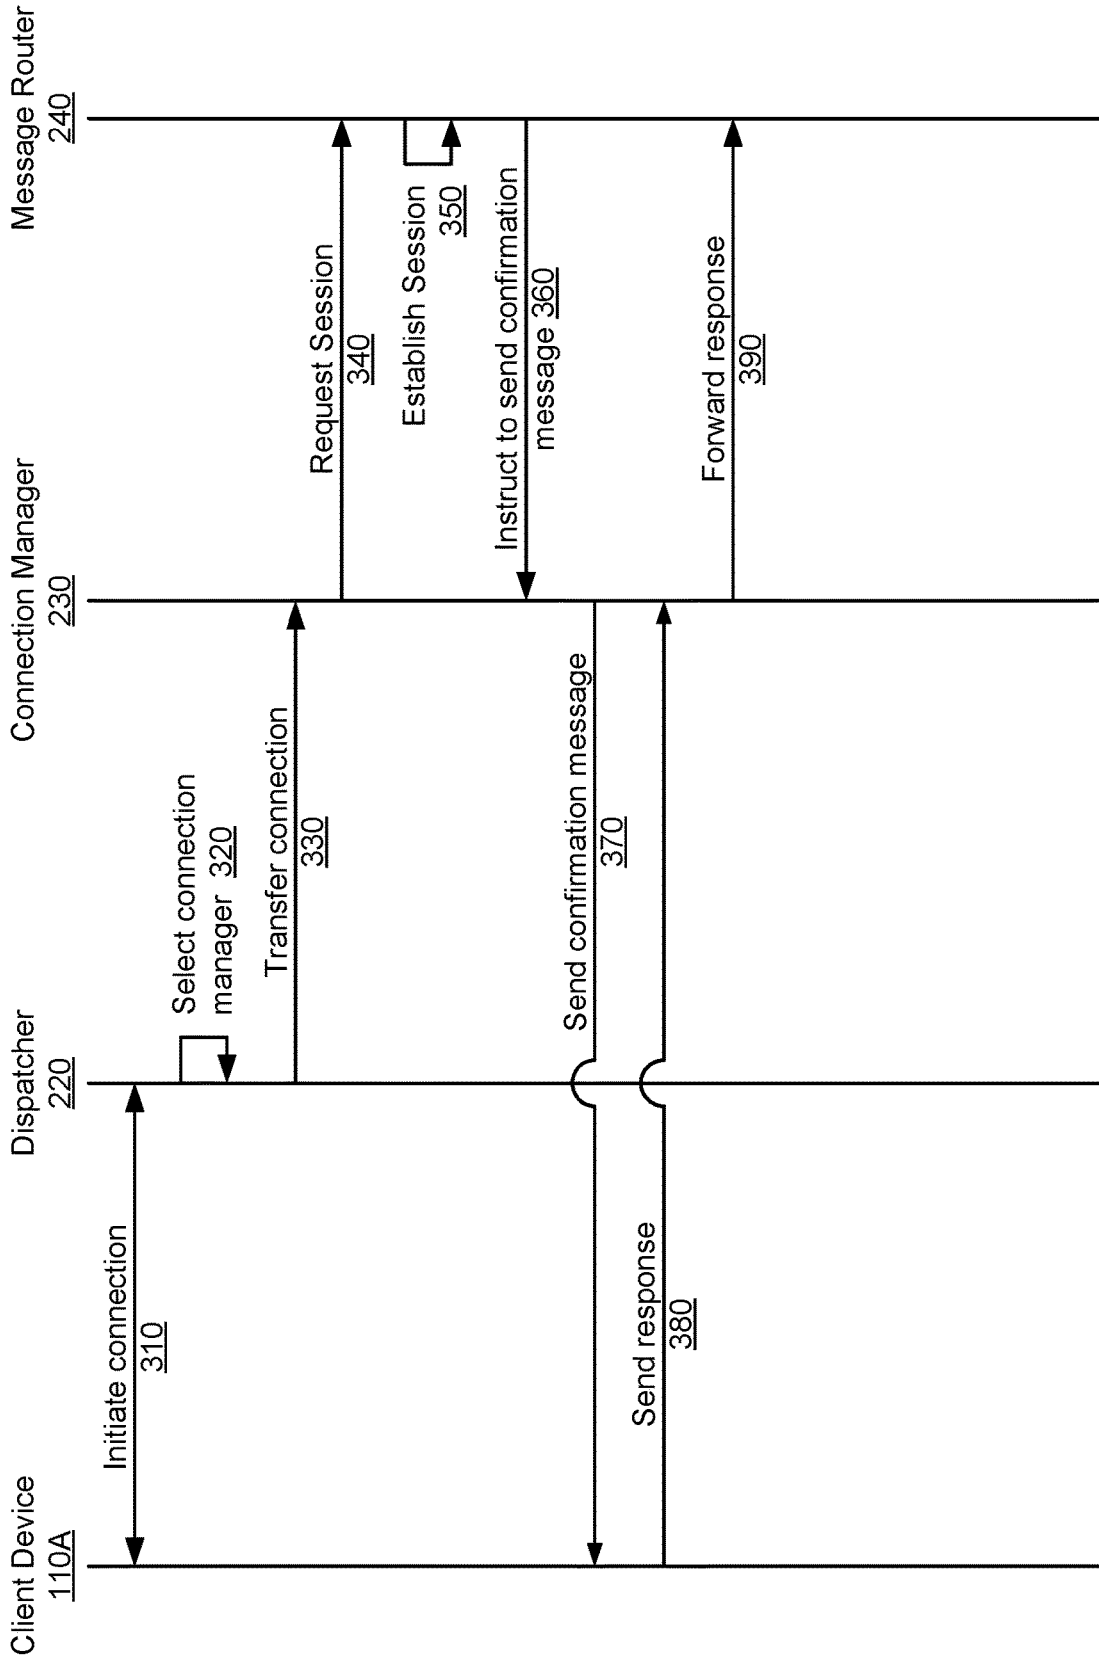 Client Device
110A
Dispatcher
220
Connection Manager
230
Message Router
240
Initiate connection
310
Select connection
manager 320
Transfer connection
330
Request Session
340
Establish Session
350
Instruct to send confirmation
message 360
Send confirmation message
370
Send response
380
Forward response
390